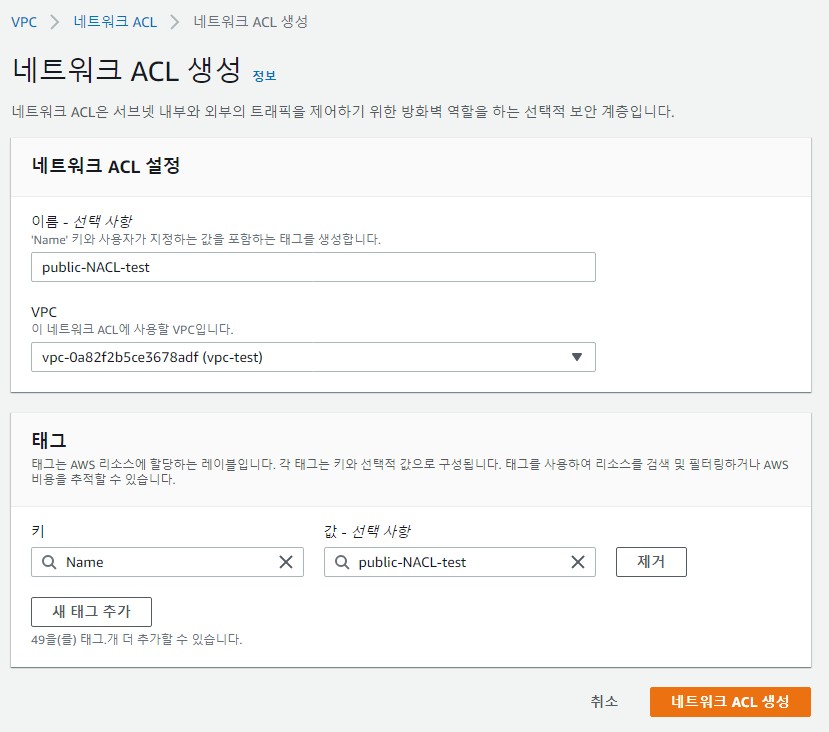 VPC > 네트워크 ACL > 네트워크 ACL 생성
네트워크 ACL 생성 정보
네트워크 ACL은 서브넷 내부와 외부의 트래픽을 제어하기 위한 방화벽 역할을 하는 선택적 보안 계층입니다.
네트워크 ACL 설정
이름 - 선택 사항
'Name' 키와 사용자가 지정하는 값을 포함하는 태그를 생성합니다.
public-NACL-test
VPC
이 네트워크 ACL에 사용할 VPC입니다.
vpc-0a82f2b5ce3678adf (vpc-test)
태그
태그는 AWS 리소스에 할당하는 레이블입니다. 각 태그는 키와 선택적 값으로 구성됩니다. 태그를 사용하여 리소스를 검색 및 필터링하거나 AWS
비용을 추적할 수 있습니다.
키 값 - 선택 사항
Name public-NACL-test 제거
새 태그 추가
49을(를) 태그.개 더 추가할 수 있습니다.
취소 네트워크 ACL 생성